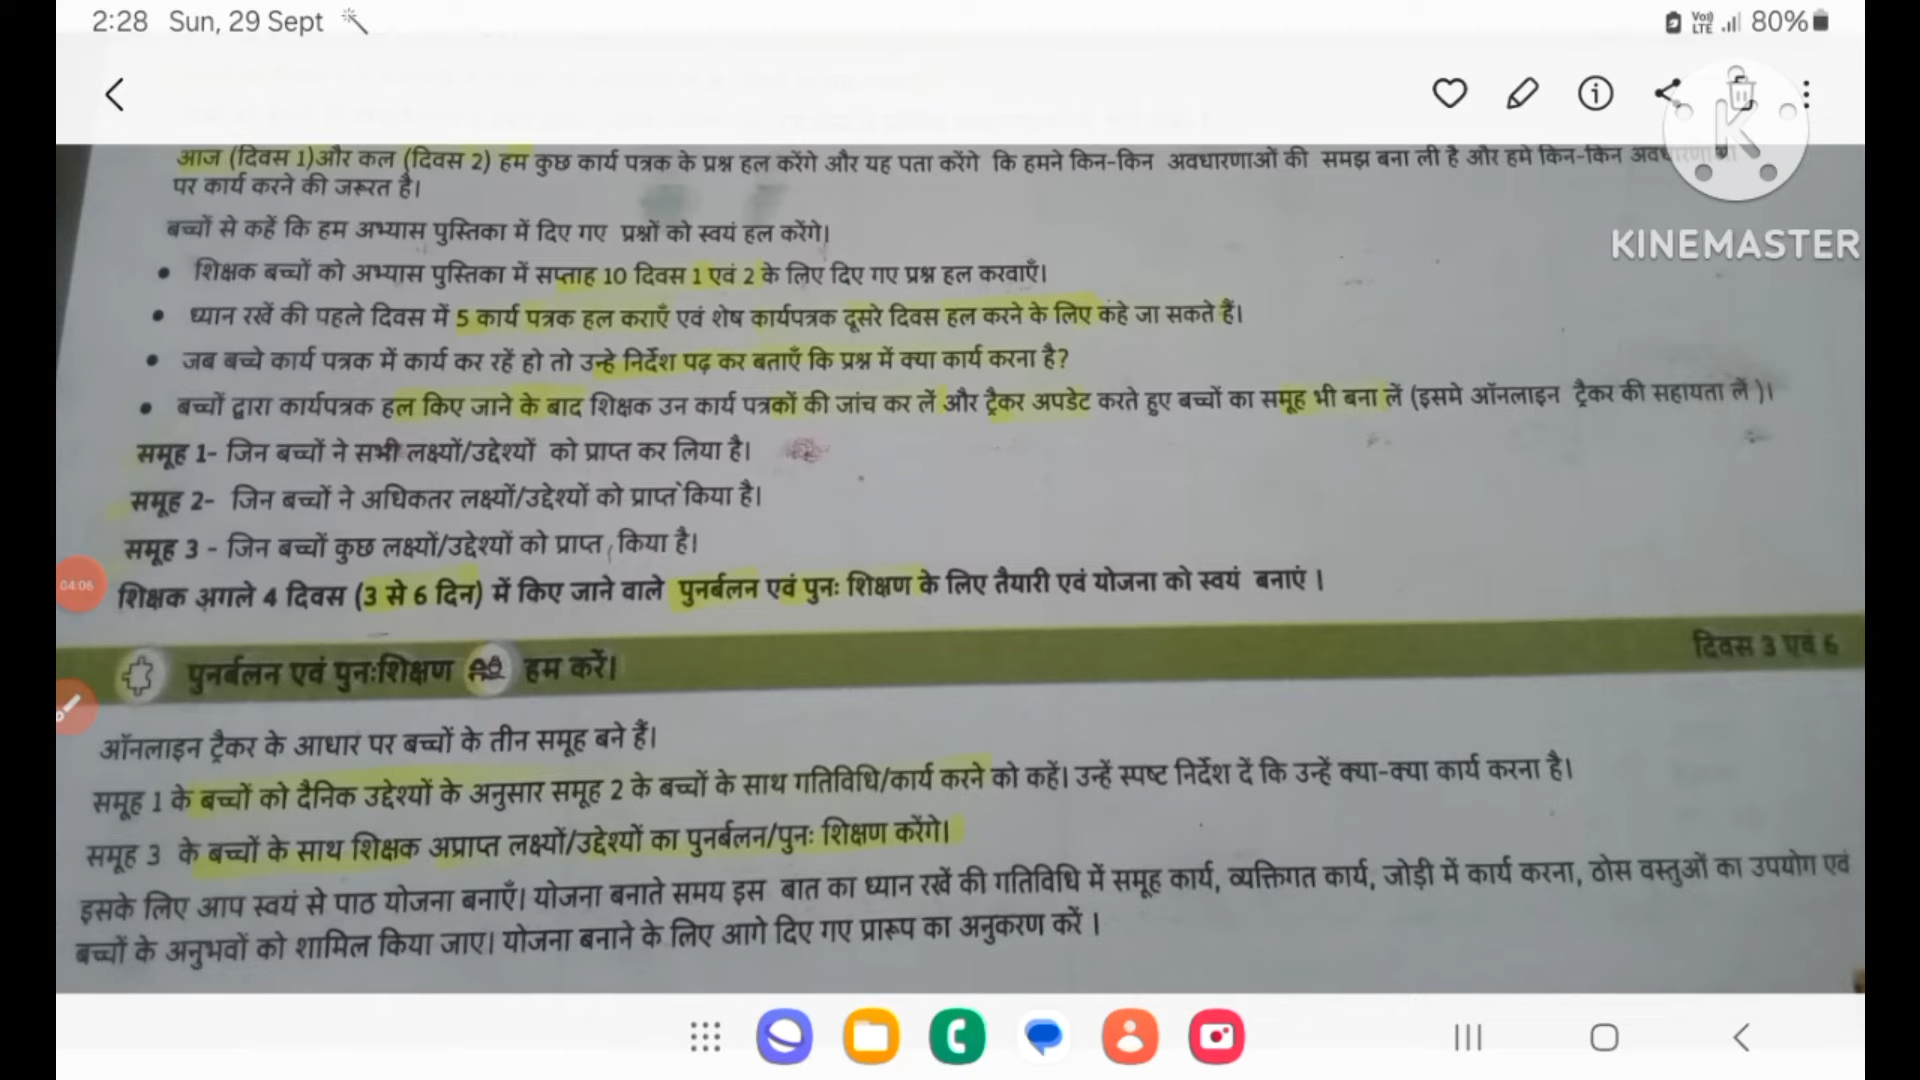 2:28 Sun, 29 Sept VoLTE 80%
आज (दिवस 1)और कल (दिवस 2) हम कुछ कार्य पत्रक के प्रश्न हल करेंगे और यह पता करेंगे कि हमने किन-किन अवधारणाओं की समझ बना ली है और हमे किन-किन
पर कार्य करने की जरूरत है।
KINEMASTER
बच्चों से कहें कि हम अभ्यास पुस्तिका में दिए गए प्रश्नों को स्वयं हल करेंगे।
• शिक्षक बच्चों को अभ्यास पुस्तिका में सप्ताह 10 दिवस 1 एवं 2 के लिए दिए गए प्रश्न हल करवाएँ।
• ध्यान रखें की पहले दिवस में 5 कार्य पत्रक हल कराएँ एवं शेष कार्यपत्रक दूसरे दिवस हल करने के लिए कहे जा सकते हैं।
• जब बच्चे कार्य पत्रक में कार्य कर रहें हो तो उन्हे निर्देश पढ़ कर बताएँ कि प्रश्न में क्या कार्य करना है?
• बच्चों द्वारा कार्यपत्रक हल किए जाने के बाद शिक्षक उन कार्य पत्रकों की जांच कर लें और ट्रैकर अपडेट करते हुए बच्चों का समूह भी बना लें (इसमे ऑनलाइन ट्रैकर की सहायता लें )।
समूह 1- जिन बच्चों ने सभी लक्ष्यों/उद्देश्यों को प्राप्त कर लिया है।
समूह 2- जिन बच्चों ने अधिकतर लक्ष्यों/उद्देश्यों को प्राप्त किया है।
समूह 3 - जिन बच्चों कुछ लक्ष्यों/उद्देश्यों को प्राप्त किया है।
04:06
शिक्षक अगले 4 दिवस (3 से 6 दिन) में किए जाने वाले पुनर्बलन एवं पुनः शिक्षण के लिए तैयारी एवं योजना को स्वयं बनाएं ।
दिवस 3 एवं 6
पुनर्बलन एवं पुनःशिक्षण हम करें।
ऑनलाइन ट्रैकर के आधार पर बच्चों के तीन समूह बने हैं।
समूह 1 के बच्चों को दैनिक उद्देश्यों के अनुसार समूह 2 के बच्चों के साथ गतिविधि/कार्य करने को कहें। उन्हें स्पष्ट निर्देश दें कि उन्हें क्या-क्या कार्य करना है।
समूह 3 के बच्चों के साथ शिक्षक अप्राप्त लक्ष्यों/उद्देश्यों का पुनर्बलन/पुनः शिक्षण करेंगे।
इसके लिए आप स्वयं से पाठ योजना बनाएँ। योजना बनाते समय इस बात का ध्यान रखें की गतिविधि में समूह कार्य, व्यक्तिगत कार्य, जोड़ी में कार्य करना, ठोस वस्तुओं का उपयोग एवं
बच्चों के अनुभवों को शामिल किया जाए। योजना बनाने के लिए आगे दिए गए प्रारूप का अनुकरण करें ।